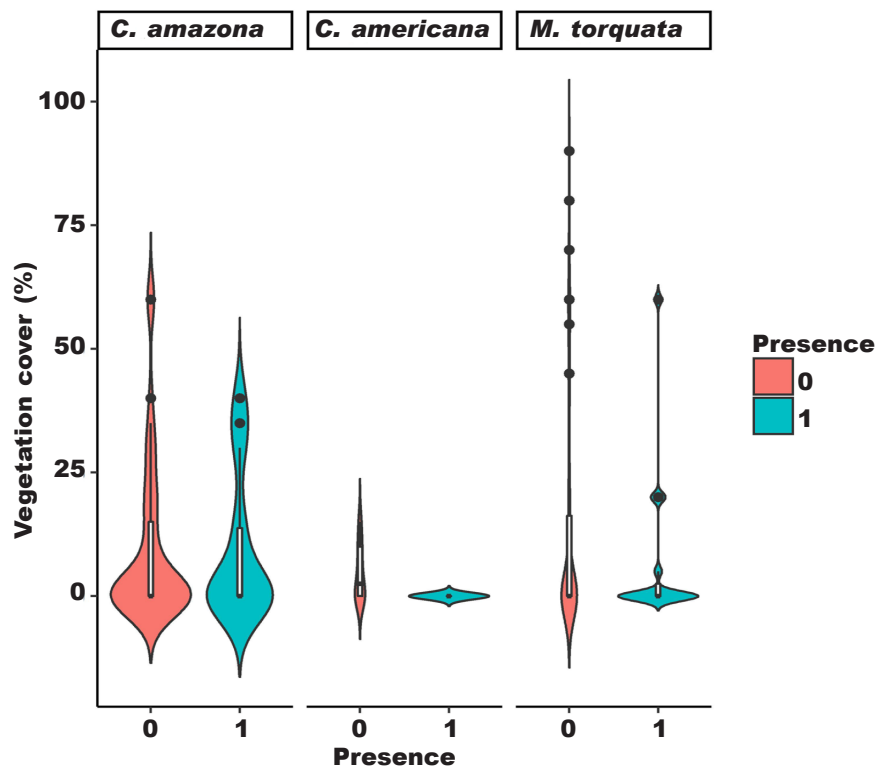 C. amazona C. americana M. torquata
100
75
50
25
0
Vegetation cover (%)
0 1 0 1 0 1
Presence
Presence
0
1